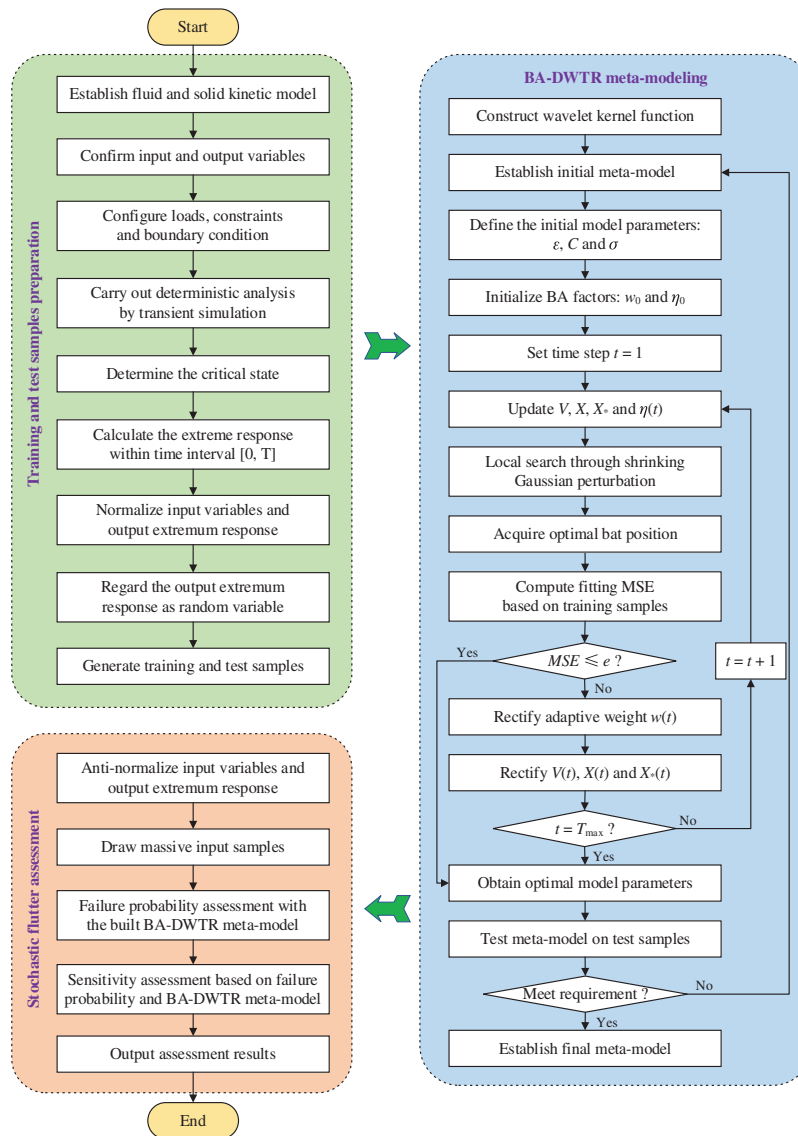 Start
Training and test samples preparation
Establish fluid and solid kinetic model
Confirm input and output variables
Configure loads, constraints
and boundary condition
Carry out deterministic analysis
by transient simulation
Determine the critical state
Calculate the extreme response
within time interval [0, T]
Normalize input variables and
output extremum response
Regard the output extremum
response as random variable
Generate training and test samples
BA-DWTR meta-modeling
Construct wavelet kernel function
Establish initial meta-model
Define the initial model parameters:
ε, C and σ
Initialize BA factors: w₀ and η₀
Set time step t = 1
Update V, X, X* and η(t)
Local search through shrinking
Gaussian perturbation
Acquire optimal bat position
Compute fitting MSE
based on training samples
Yes
MSE ⩽ e ?
t = t + 1
No
Rectify adaptive weight w(t)
Rectify V(t), X(t) and X*(t)
t = Tmax ?
No
Yes
Obtain optimal model parameters
Test meta-model on test samples
Meet requirement ?
No
Yes
Establish final meta-model
Stochastic flutter assessment
Anti-normalize input variables and
output extremum response
Draw massive input samples
Failure probability assessment with
the built BA-DWTR meta-model
Sensitivity assessment based on failure
probability and BA-DWTR meta-model
Output assessment results
End